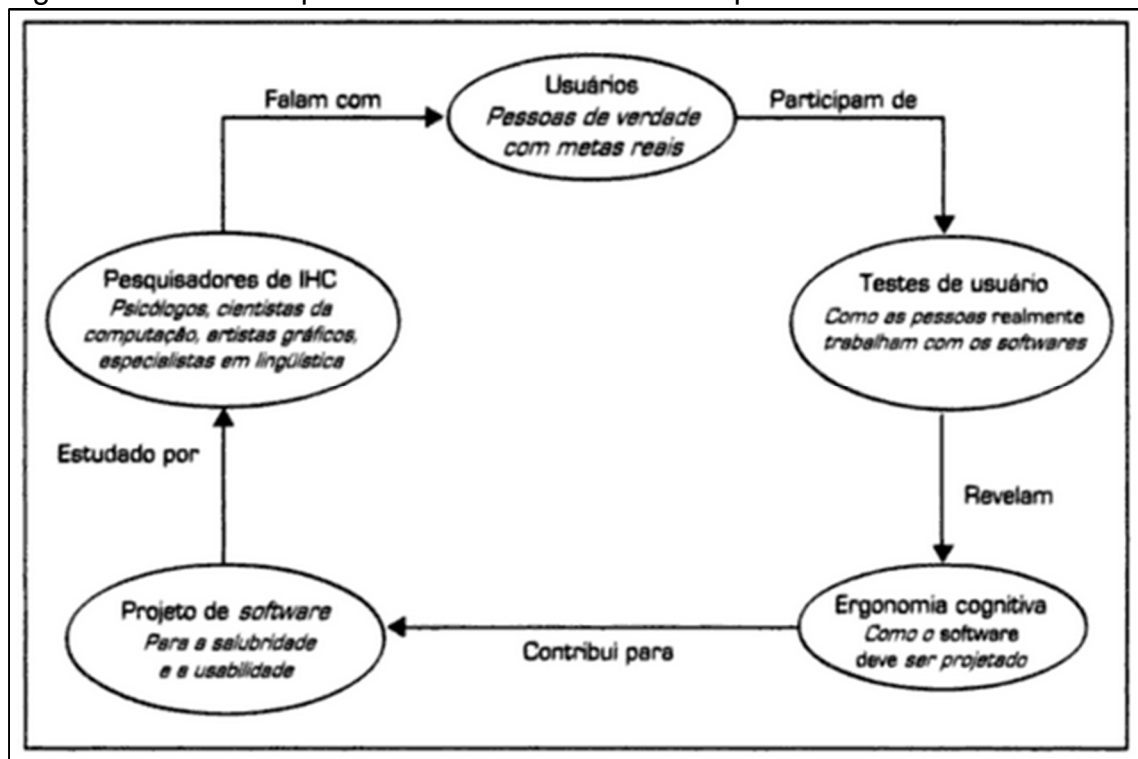 Falam com
Usuários
Pessoas de verdade
com metas reais
Participam de
Pesquisadores de IHC
Psicólogos, cientistas da
computação, artistas gráficos,
especialistas em lingüística
Testes de usuário
Como as pessoas realmente
trabalham com os softwares
Estudado por
Revelam
Projeto de software
Para a salubridade
e a usabilidade
Contribui para
Ergonomia cognitiva
Como o software
deve ser projetado